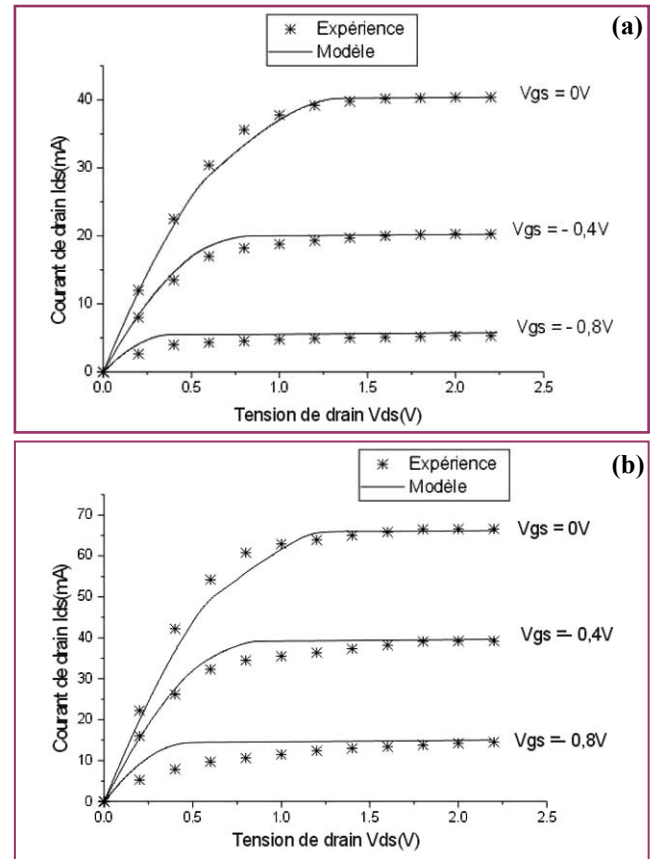 (a)
Expérience
Modèle
Courant de drain Ids(mA)
40
30
20
10
0
Vgs = 0V
Vgs = - 0,4V
Vgs = - 0,8V
0.0 0.5 1.0 1.5 2.0 2.5
Tension de drain Vds(V)
(b)
Expérience
Modèle
Courant de drain Ids(mA)
70
60
50
40
30
20
10
0
Vgs = 0V
Vgs =- 0,4V
Vgs =- 0,8V
0.0 0.5 1.0 1.5 2.0 2.5
Tension de drain Vds(V)